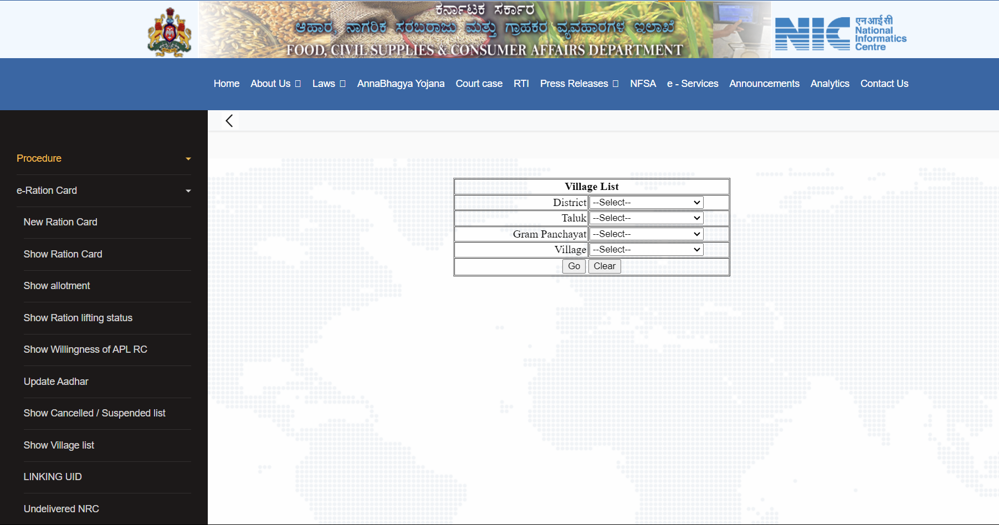 ಕರ್ನಾಟಕ ಸರ್ಕಾರ
ಆಹಾರ, ನಾಗರಿಕ ಸರಬರಾಜು ಮತ್ತು ಗ್ರಾಹಕರ ವ್ಯವಹಾರಗಳ ಇಲಾಖೆ
FOOD, CIVIL SUPPLIES & CONSUMER AFFAIRS DEPARTMENT
NIC
एन आई सी
National
Informatics
Centre
Home About Us Laws AnnaBhagya Yojana Court case RTI Press Releases NFSA e - Services Announcements Analytics Contact Us
Procedure
e-Ration Card
New Ration Card
Show Ration Card
Show allotment
Show Ration lifting status
Show Willingness of APL RC
Update Aadhar
Show Cancelled / Suspended list
Show Village list
LINKING UID
Undelivered NRC
Village List
District --Select--
Taluk --Select--
Gram Panchayat --Select--
Village --Select--
Go Clear